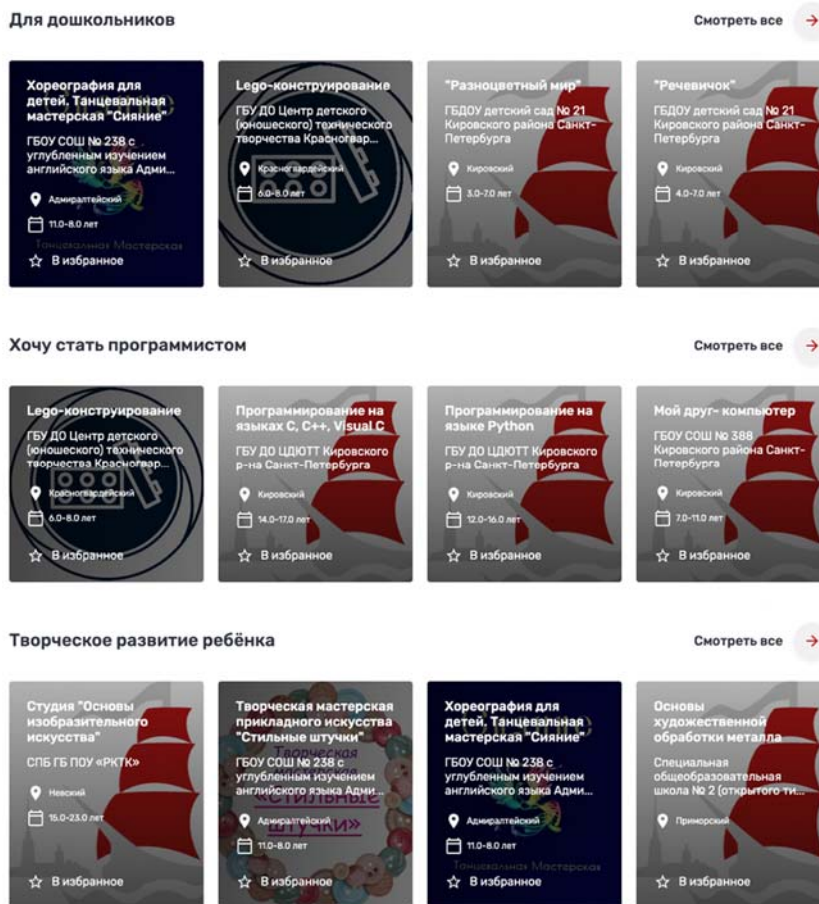 Для дошкольников
Смотреть все
Хореография для
детей. Танцевальная
мастерская "Сияние"
ГБОУ СОШ № 238 с
углубленным изучением
английского языка Адми...
Адмиралтейский
11.0-8.0 лет
Танцевальная Мастерская
В избранное
Lego-конструирование
ГБУ ДО Центр детского
(юношеского) технического
творчества Красногвар...
Красногвардейский
6.0-8.0 лет
В избранное
"Разноцветный мир"
ГБДОУ детский сад № 21
Кировского района Санкт-
Петербурга
Кировский
3.0-7.0 лет
В избранное
"Речевичок"
ГБДОУ детский сад № 21
Кировского района Санкт-
Петербурга
Кировский
4.0-7.0 лет
В избранное
Хочу стать программистом
Смотреть все
Lego-конструирование
ГБУ ДО Центр детского
(юношеского) технического
творчества Красногвар...
Красногвардейский
6.0-8.0 лет
В избранное
Программирование на
языках C, C++, Visual C
ГБУ ДО ЦДЮТТ Кировского
р-на Санкт-Петербурга
Кировский
14.0-17.0 лет
В избранное
Программирование на
языке Python
ГБУ ДО ЦДЮТТ Кировского
р-на Санкт-Петербурга
Кировский
12.0-16.0 лет
В избранное
Мой друг- компьютер
ГБОУ СОШ № 388
Кировского района Санкт-
Петербурга
Кировский
7.0-11.0 лет
В избранное
Творческое развитие ребёнка
Смотреть все
Студия "Основы
изобразительного
искусства"
СПБ ГБ ПОУ «РКТК»
Невский
15.0-23.0 лет
В избранное
Творческая мастерская
прикладного искусства
"Стильные штучки"
Творческая
мастерская
ГБОУ СОШ № 238 с
углубленным изучением
английского языка Адми...
«СТИЛЬНЫЕ
ШТУЧКИ»
Адмиралтейский
11.0-8.0 лет
В избранное
Хореография для
детей. Танцевальная
мастерская "Сияние"
ГБОУ СОШ № 238 с
углубленным изучением
английского языка Адми...
Адмиралтейский
11.0-8.0 лет
Танцевальная Мастерская
В избранное
Основы
художественной
обработки металла
Специальная
общеобразовательная
школа № 2 (открытого ти...
Приморский
В избранное